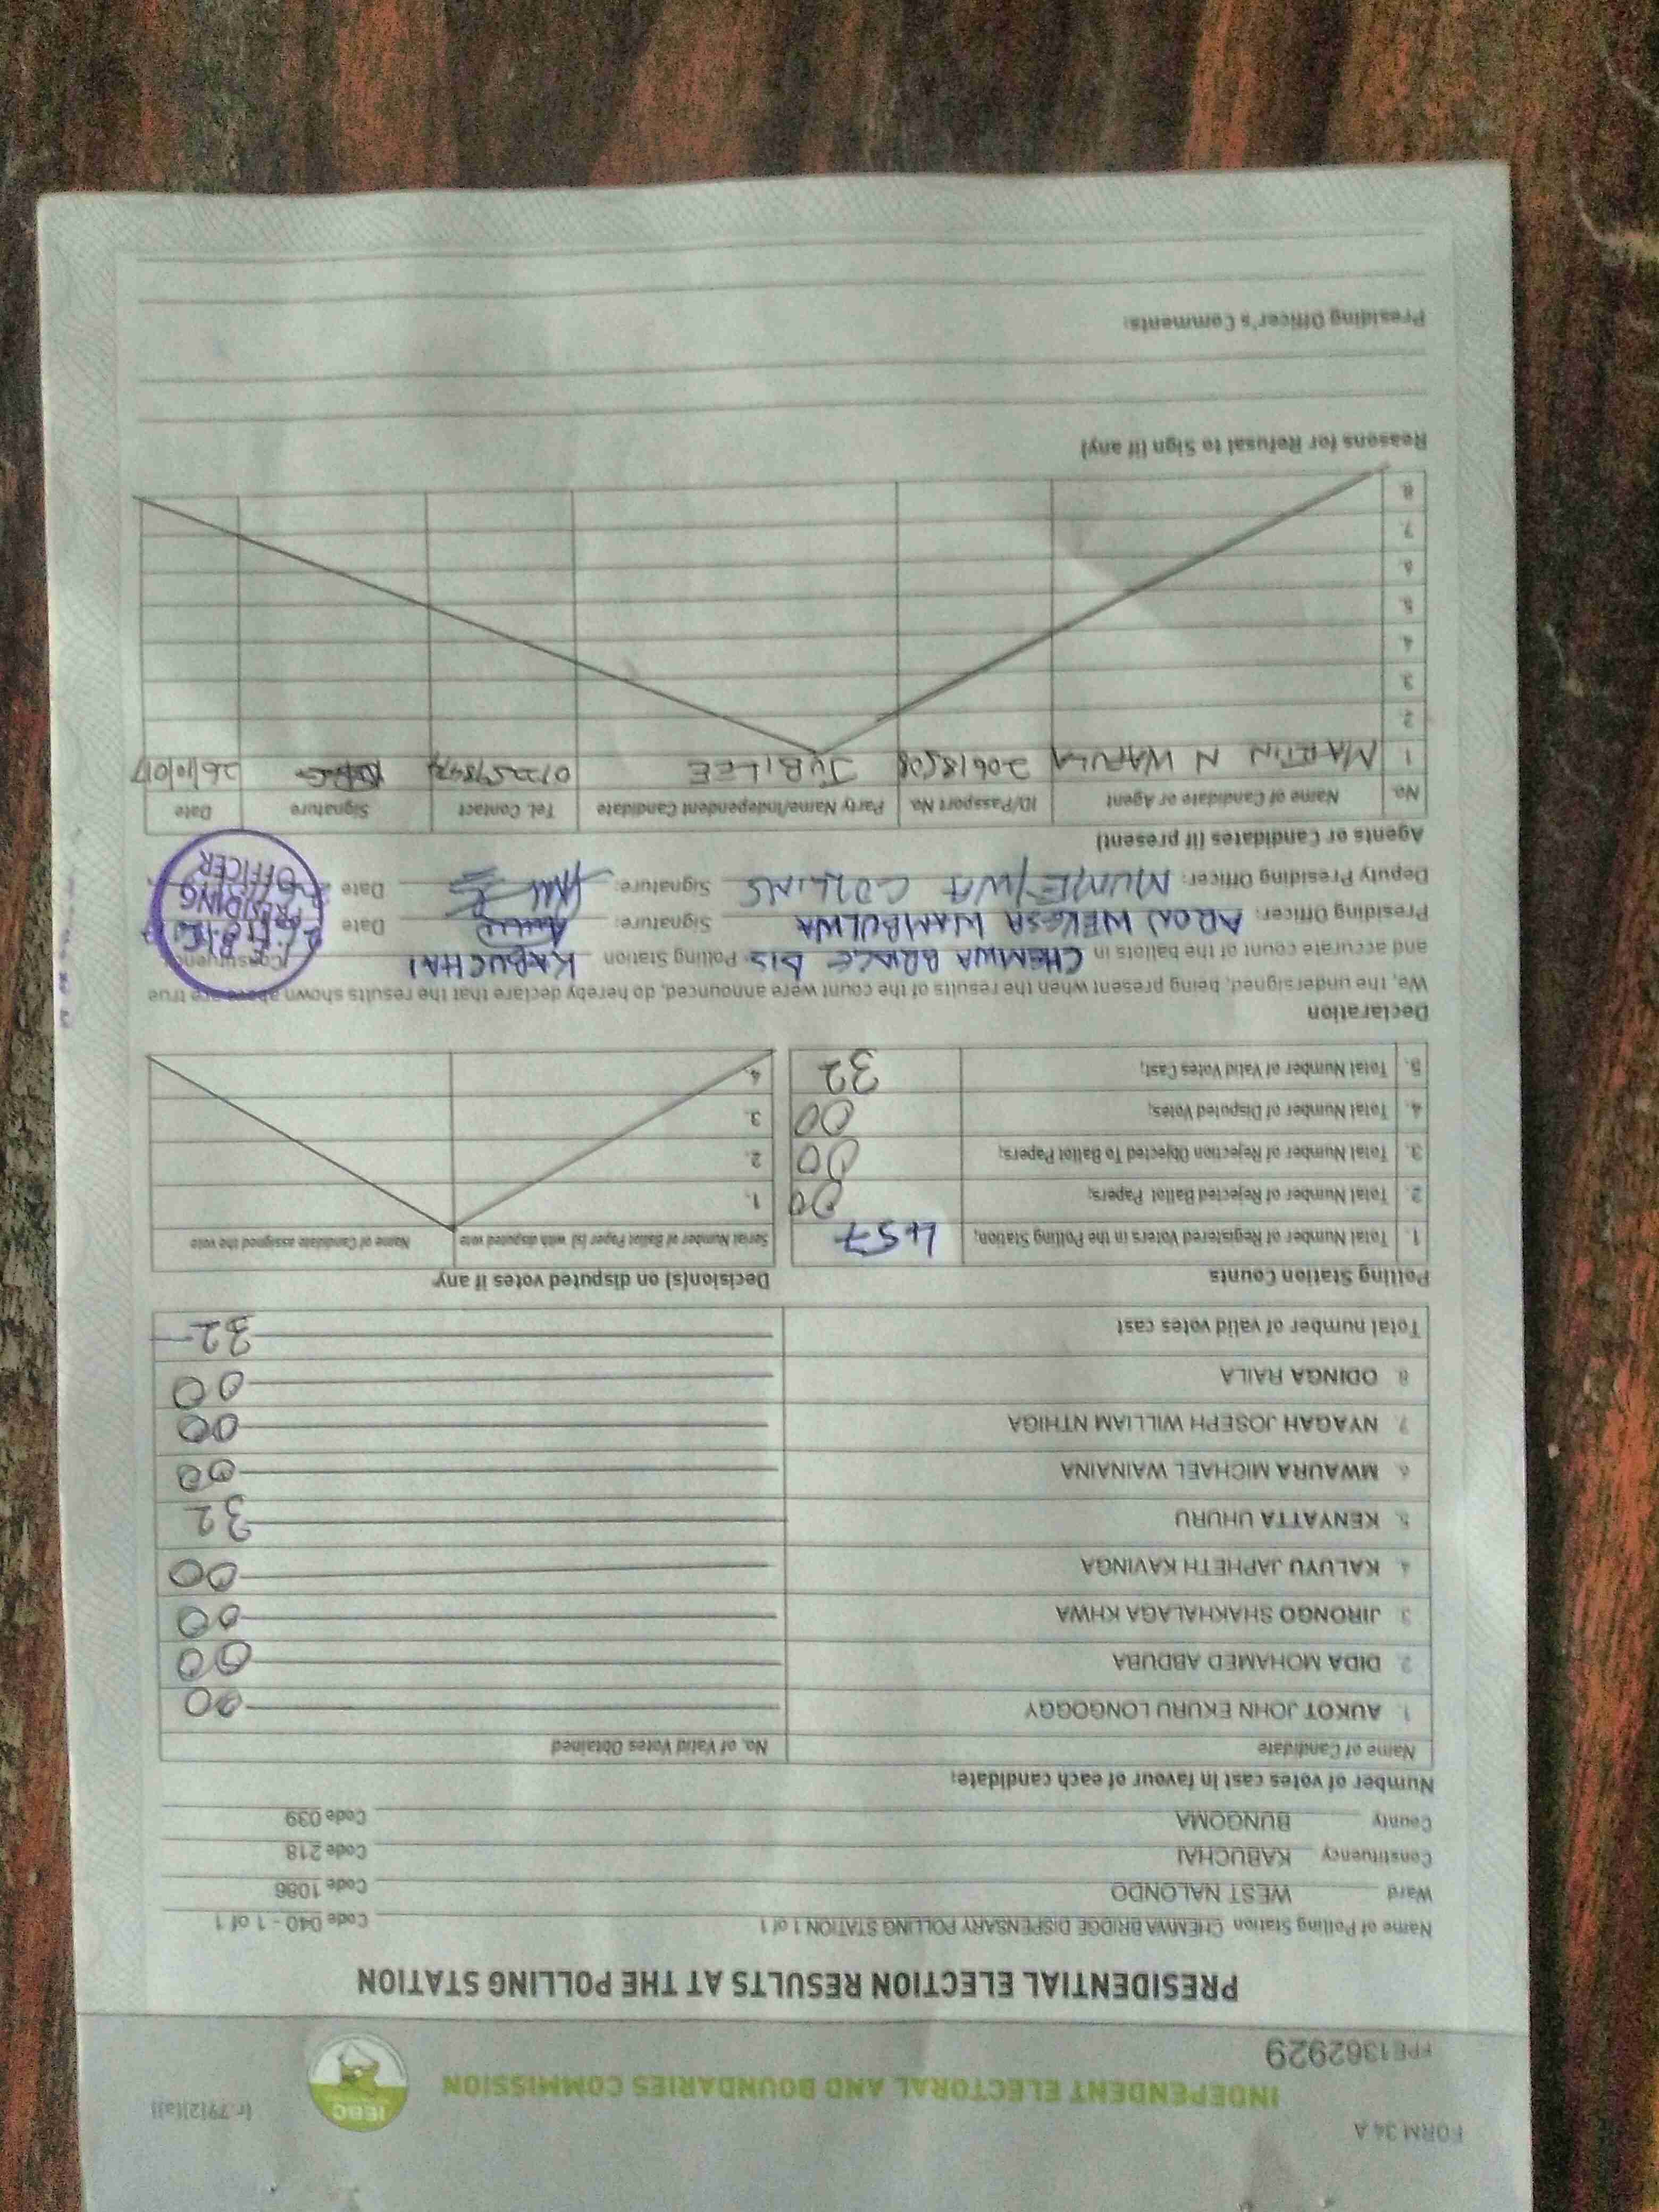 FORM 34 A
(r.79(2)(a))
INDEPENDENT ELECTORAL AND BOUNDARIES COMMISSION
IEBC
FPE1362929
PRESIDENTIAL ELECTION RESULTS AT THE POLLING STATION
Name of Polling Station CHEMWA BRIDGE DISPENSARY POLLING STATION 1 of 1 Code 040 - 1 of 1
Ward WEST NALONDO Code 1086
Constituency KABUCHAI Code 218
County BUNGOMA Code 039
Number of votes cast in favour of each candidate:
Name of Candidate No. of Valid Votes Obtained
1. AUKOT JOHN EKURU LONGOGGY 00
2. DIDA MOHAMED ABDUBA 00
3. JIRONGO SHAKHALAGA KHWA 00
4. KALUYU JAPHETH KAVINGA 00
5. KENYATTA UHURU 32
6. MWAURA MICHAEL WAINAINA 00
7. NYAGAH JOSEPH WILLIAM NTHIGA 00
8. ODINGA RAILA 00
Total number of valid votes cast 32
Polling Station Counts
1. Total Number of Registered Voters in the Polling Station; 457
2. Total Number of Rejected Ballot Papers; 00
3. Total Number of Rejection Objected To Ballot Papers; 00
4. Total Number of Disputed Votes; 00
5. Total Number of Valid Votes Cast; 32
Decision(s) on disputed votes if any
Serial Number of Ballot Paper (s) with disputed vote Name of Candidate assigned the vote
1.
2.
3.
4.
Declaration
We, the undersigned, being present when the results of the count were announced, do hereby declare that the results shown above are true
and accurate count of the ballots in CHEMWA BRIDGE DIS Polling Station KABUCHAI Constituency
Presiding Officer: ARON WEKESA WAMBULWA Signature: Date
Deputy Presiding Officer: COLLINS Signature: Date
I.E.B.C
PRESIDING
OFFICER
Agents or Candidates (if present)
No. Name of Candidate or Agent ID/Passport No. Party Name/Independent Candidate Tel. Contact Signature Date
1 MARTIN N WAFULA 20618508 JUBILEE 26/10/017
2
3
4
5
6
7
8
Reasons for Refusal to Sign (if any)
Presiding Officer's Comments: